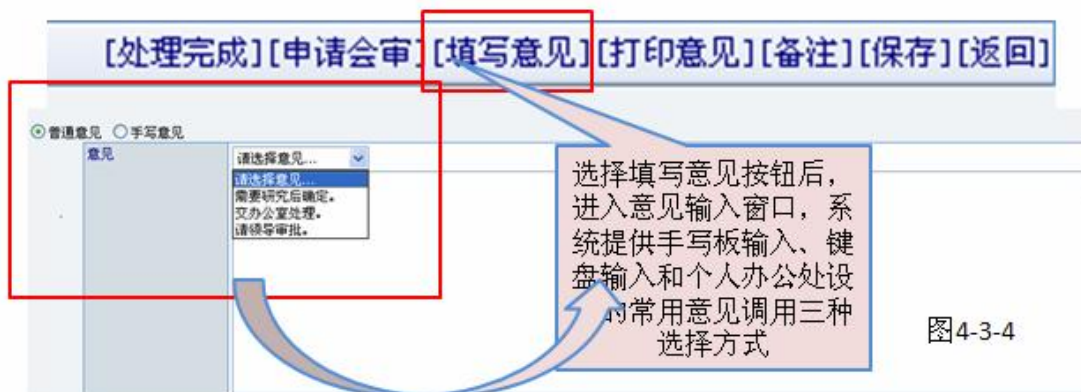 [处理完成][申请会审][填写意见][打印意见][备注][保存][返回]
普通意见 手写意见
意见
请选择意见...
请选择意见...
需要研究后确定。
交办公室处理。
请领导审批。
选择填写意见按钮后，
进入意见输入窗口，系
统提供手写板输入、键
盘输入和个人办公处设
的常用意见调用三种
选择方式
图4-3-4